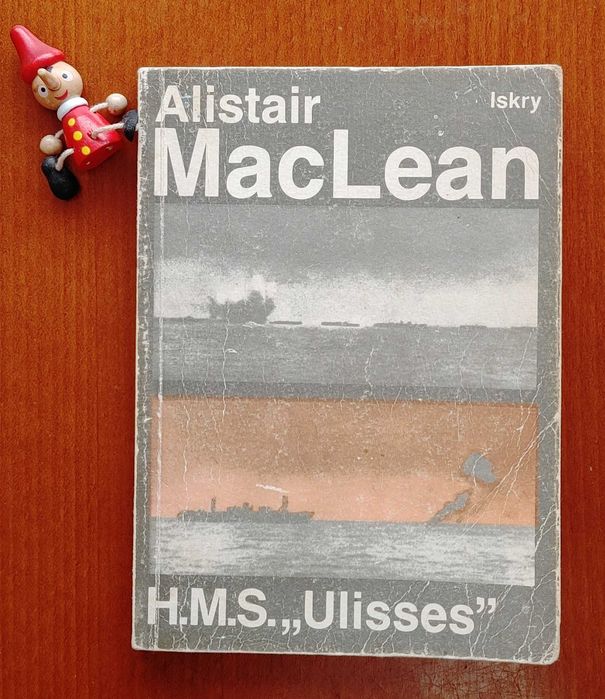 Alistair
Iskry
MacLean
H.M.S. „Ulisses”